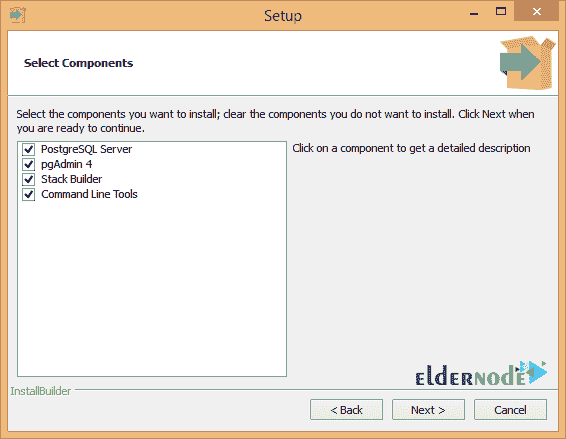 Setup
Select Components
Select the components you want to install; clear the components you do not want to install. Click Next when
you are ready to continue.
PostgreSQL Server
pgAdmin 4
Stack Builder
Command Line Tools
Click on a component to get a detailed description
elderNode
InstallBuilder
< Back
Next >
Cancel